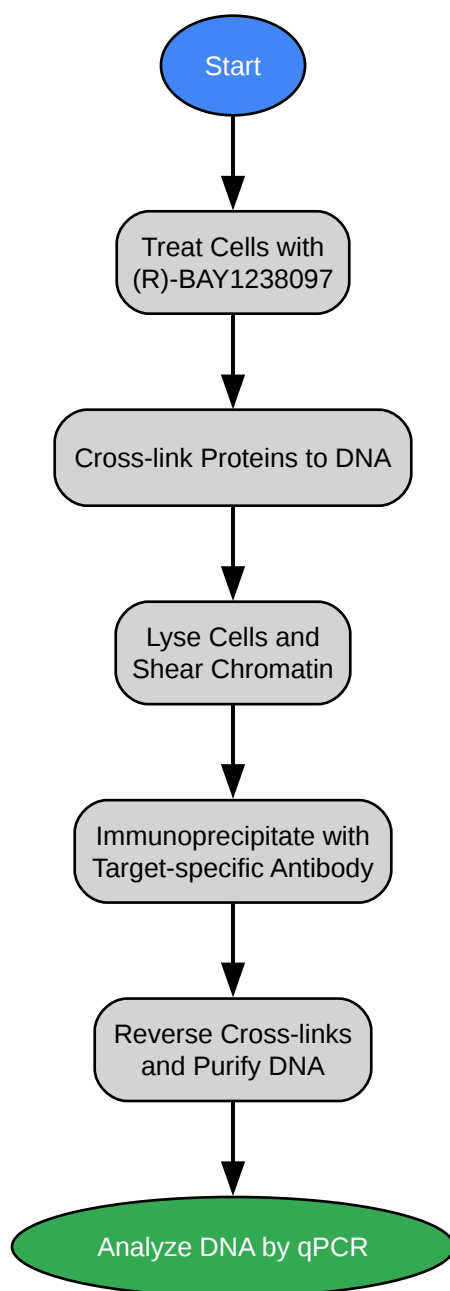 Start
Treat Cells with
(R)-BAY1238097
Cross-link Proteins to DNA
Lyse Cells and
Shear Chromatin
Immunoprecipitate with
Target-specific Antibody
Reverse Cross-links
and Purify DNA
Analyze DNA by qPCR